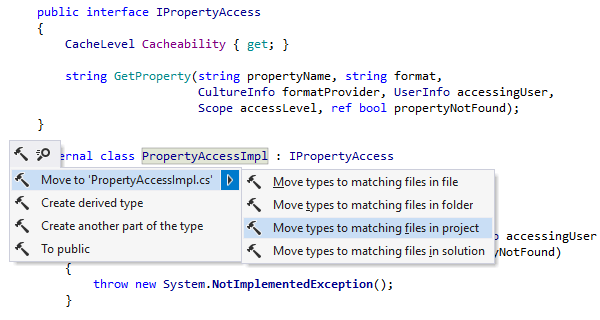 public interface IPropertyAccess
{
CacheLevel Cacheability { get; }
string GetProperty(string propertyName, string format,
CultureInfo formatProvider, UserInfo accessingUser,
Scope accessLevel, ref bool propertyNotFound);
}
ernal class PropertyAccessImpl : IPropertyAccess
Move to 'PropertyAccessImpl.cs'
Create derived type
Create another part of the type
To public
Move types to matching files in file
Move types to matching files in folder
Move types to matching files in project
Move types to matching files in solution
o accessingUser
yNotFound)
{
throw new System.NotImplementedException();
}